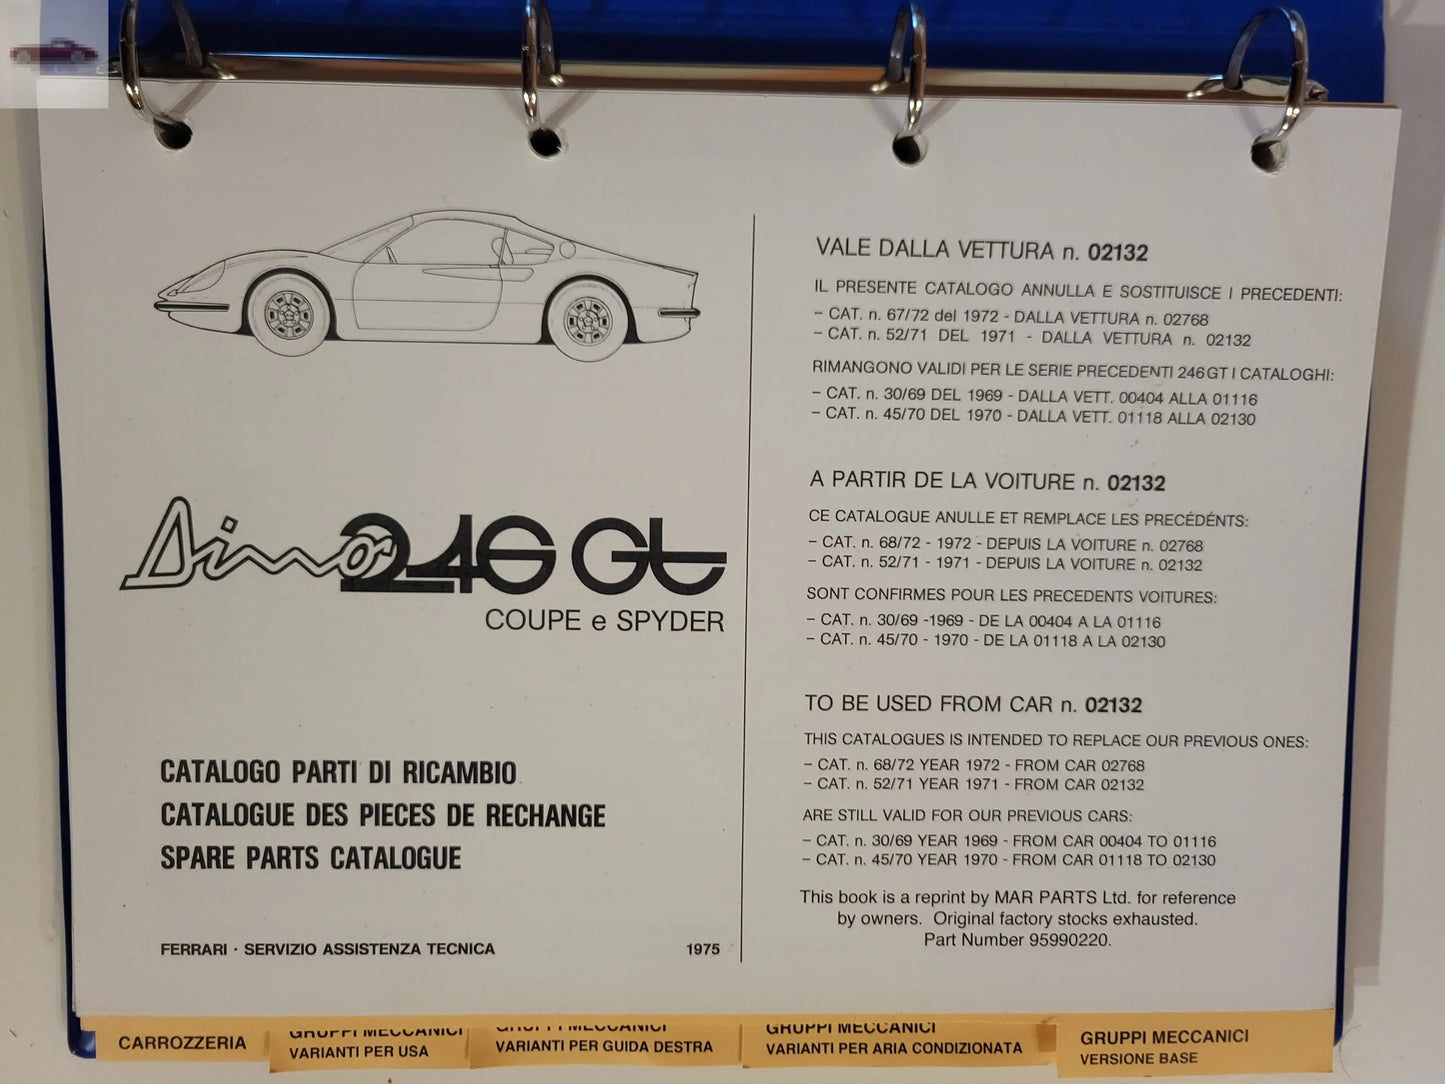 Dino 246 GT
COUPE e SPYDER
CATALOGO PARTI DI RICAMBIO
CATALOGUE DES PIECES DE RECHANGE
SPARE PARTS CATALOGUE
FERRARI · SERVIZIO ASSISTENZA TECNICA 1975
VALE DALLA VETTURA n. 02132
IL PRESENTE CATALOGO ANNULLA E SOSTITUISCE I PRECEDENTI:
– CAT. n. 67/72 del 1972 - DALLA VETTURA n. 02768
– CAT. n. 52/71 DEL 1971 - DALLA VETTURA n. 02132
RIMANGONO VALIDI PER LE SERIE PRECEDENTI 246GT I CATALOGHI:
– CAT. n. 30/69 DEL 1969 - DALLA VETT. 00404 ALLA 01116
– CAT. n. 45/70 DEL 1970 - DALLA VETT. 01118 ALLA 02130
A PARTIR DE LA VOITURE n. 02132
CE CATALOGUE ANULLE ET REMPLACE LES PRECÉDÉNTS:
– CAT. n. 68/72 - 1972 - DEPUIS LA VOITURE n. 02768
– CAT. n. 52/71 - 1971 - DEPUIS LA VOITURE n. 02132
SONT CONFIRMES POUR LES PRECEDENTS VOITURES:
– CAT. n. 30/69 -1969 - DE LA 00404 A LA 01116
– CAT. n. 45/70 - 1970 - DE LA 01118 A LA 02130
TO BE USED FROM CAR n. 02132
THIS CATALOGUES IS INTENDED TO REPLACE OUR PREVIOUS ONES:
– CAT. n. 68/72 YEAR 1972 - FROM CAR 02768
– CAT. n. 52/71 YEAR 1971 - FROM CAR 02132
ARE STILL VALID FOR OUR PREVIOUS CARS:
– CAT. n. 30/69 YEAR 1969 - FROM CAR 00404 TO 01116
– CAT. n. 45/70 YEAR 1970 - FROM CAR 01118 TO 02130
This book is a reprint by MAR PARTS Ltd. for reference
by owners. Original factory stocks exhausted.
Part Number 95990220.
CARROZZERIA
GRUPPI MECCANICI
VARIANTI PER USA
GRUPPI MECCANICI
VARIANTI PER GUIDA DESTRA
GRUPPI MECCANICI
VARIANTI PER ARIA CONDIZIONATA
GRUPPI MECCANICI
VERSIONE BASE